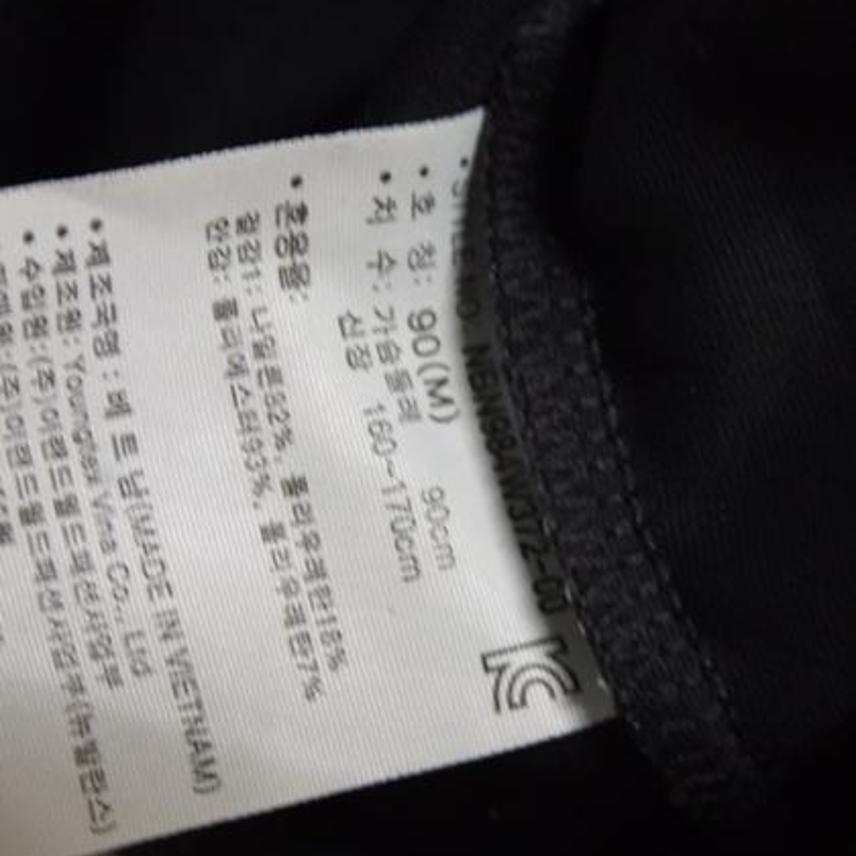 STYLE NO. NBNS984W372-00
• 호 칭: 90(M)
• 치 수: 가슴둘레 90cm
신장 160~170cm
• 혼용율:
겉감1: 나일론82%, 폴리우레탄18%
안감: 폴리에스터93%, 폴리우레탄7%
• 제조국명 : 베트남(MADE IN VIETNAM)
• 제조원: Youngtex Vina Co., Ltd
• 수입원: (주)이랜드월드패션사업부
(주)이랜드월드패션사업부(뉴발란스)